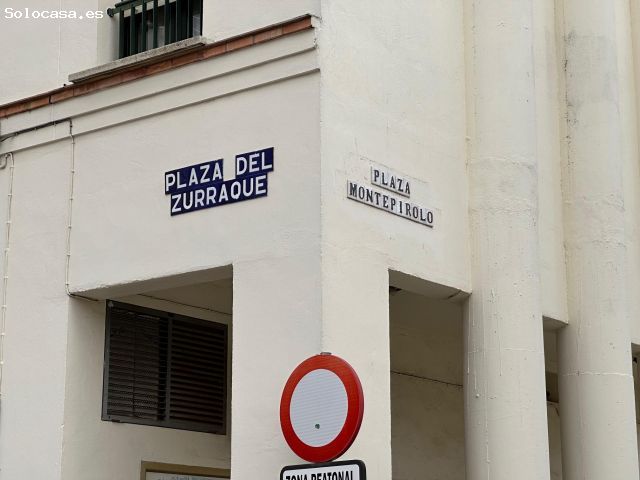 Solocasa.es
PLAZA DEL
ZURRAQUE
PLAZA
MONTEPIROLO
ZONA PEATONAL